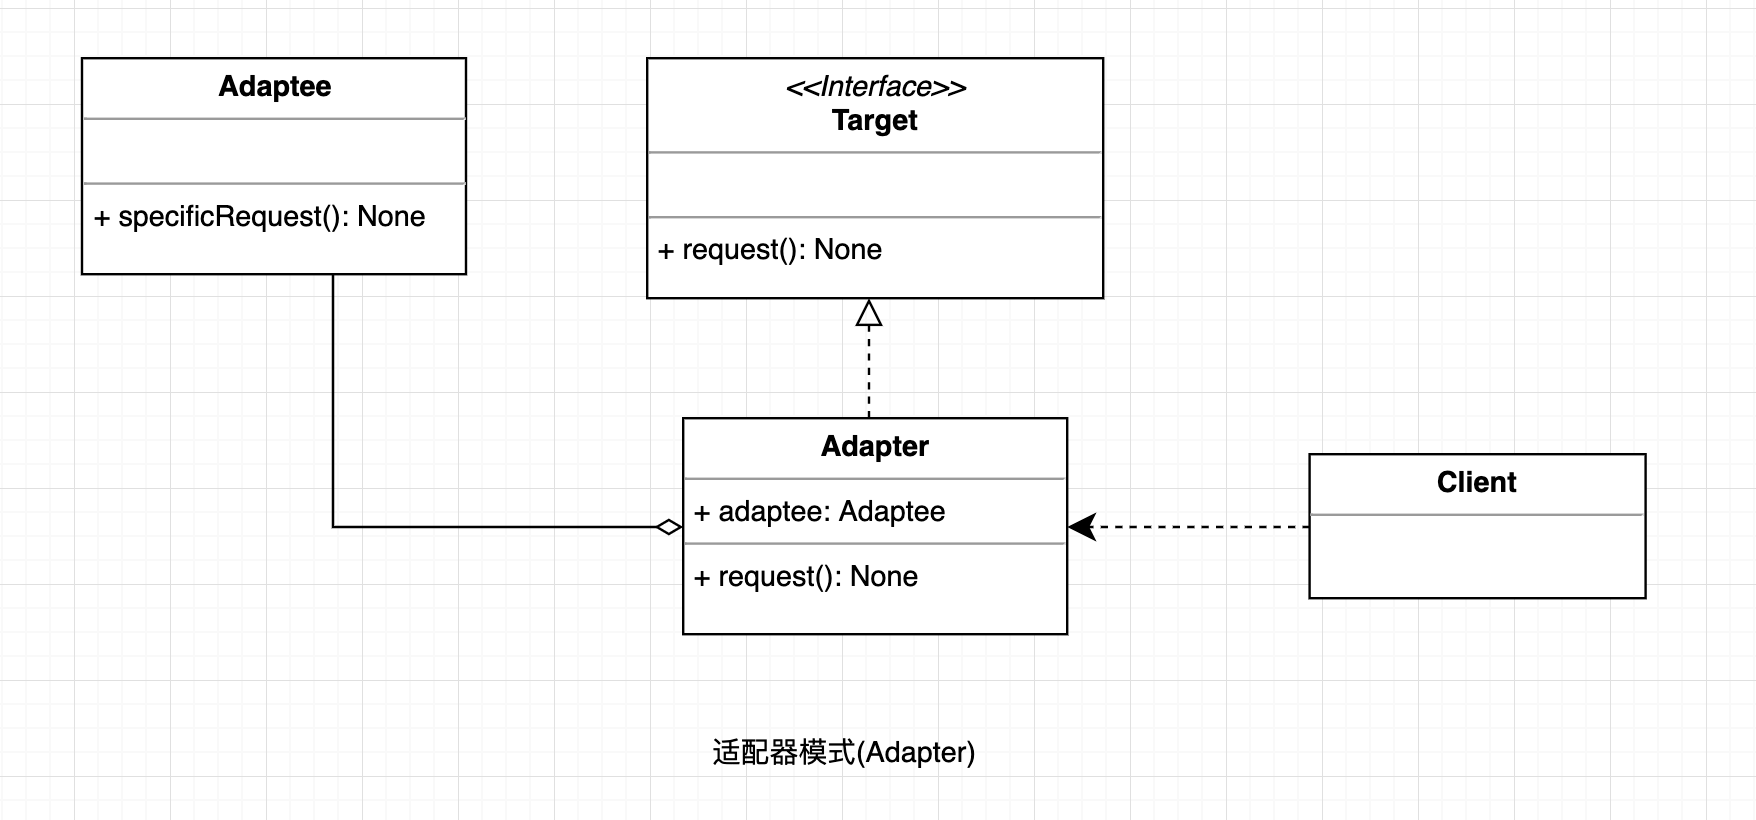 Adaptee
+ specificRequest(): None
<<Interface>>
Target
+ request(): None
Adapter
+ adaptee: Adaptee
+ request(): None
Client
适配器模式(Adapter)